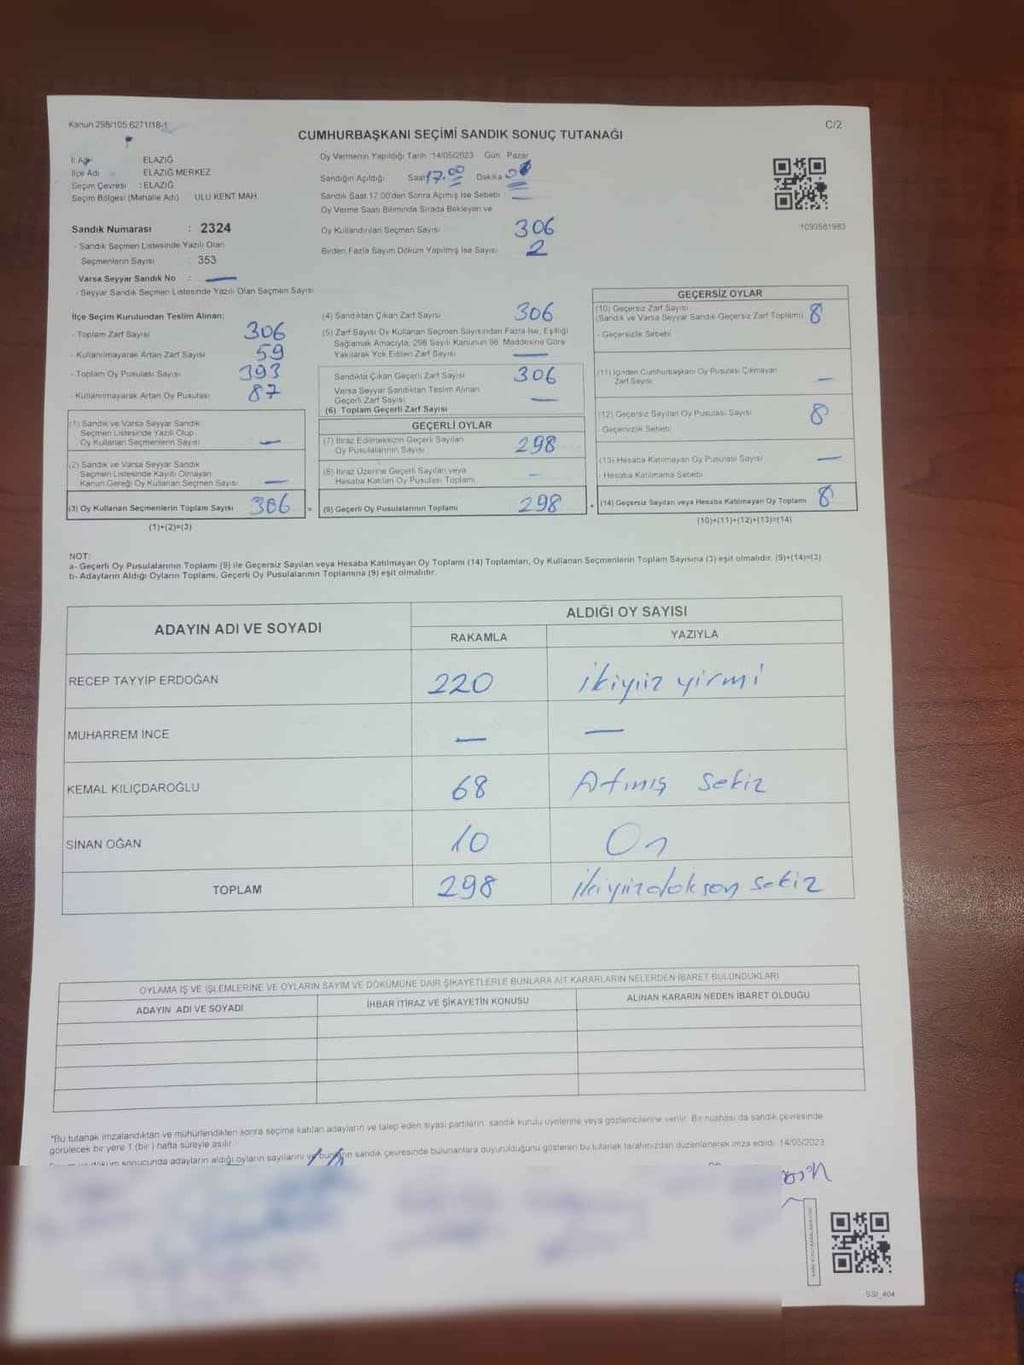 Kanun 298/105 6271/18-1
C/2
CUMHURBAŞKANI SEÇİMİ SANDIK SONUÇ TUTANAĞI
İl Adı ELAZIĞ
İlçe Adı ELAZIĞ MERKEZ
Seçim Çevresi : ELAZIĞ
Seçim Bölgesi (Mahalle Adı) ULU KENT MAH
Sandık Numarası : 2324
- Sandık Seçmen Listesinde Yazılı Olan
Seçmenlerin Sayısı : 353
Varsa Seyyar Sandık No : —
- Seyyar Sandık Seçmen Listesinde Yazılı Olan Seçmen Sayısı
Oy Vermenin Yapıldığı Tarih :14/05/2023 Gün Pazar
Sandığın Açıldığı Saat 17.00 Dakika
Sandık Saat 17.00'den Sonra Açılmış İse Sebebi —
Oy Verme Saati Bitiminde Sırada Bekleyen ve
Oy Kullandırılan Seçmen Sayısı 306
Birden Fazla Sayım Döküm Yapılmış İse Sayısı 2
1093581983
İlçe Seçim Kurulundan Teslim Alınan;
- Toplam Zarf Sayısı 306
- Kullanılmayarak Artan Zarf Sayısı 59
- Toplam Oy Pusulası Sayısı 393
- Kullanılmayarak Artan Oy Pusulası 87
(1) Sandık ve Varsa Seyyar Sandık
Seçmen Listesinde Yazılı Olup
Oy Kullanan Seçmenlerin Sayısı —
(2) Sandık ve Varsa Seyyar Sandık
Seçmen Listesinde Kayıtlı Olmayan
Kanun Gereği Oy Kullanan Seçmen Sayısı —
(3) Oy Kullanan Seçmenlerin Toplam Sayısı 306
(1)+(2)=(3)
(4) Sandıktan Çıkan Zarf Sayısı 306
(5) Zarf Sayısı Oy Kullanan Seçmen Sayısından Fazla İse, Eşitliği
Sağlamak Amacıyla, 298 Sayılı Kanunun 98. Maddesine Göre
Yakılarak Yok Edilen Zarf Sayısı —
Sandıkta Çıkan Geçerli Zarf Sayısı 306
Varsa Seyyar Sandıktan Teslim Alınan
Geçerli Zarf Sayısı —
(6) Toplam Geçerli Zarf Sayısı
GEÇERLİ OYLAR
(7) İtiraz Edilmeksizin Geçerli Sayılan
Oy Pusulalarının Sayısı 298
(8) İtiraz Üzerine Geçerli Sayılan veya
Hesaba Katılan Oy Pusulası Toplamı —
= (9) Geçerli Oy Pusulalarının Toplamı 298
GEÇERSİZ OYLAR
(10) Geçersiz Zarf Sayısı
(Sandık ve Varsa Seyyar Sandık Geçersiz Zarf Toplamı) 8
- Geçersizlik Sebebi
(11) İçinden Cumhurbaşkanı Oy Pusulası Çıkmayan
Zarf Sayısı —
(12) Geçersiz Sayılan Oy Pusulası Sayısı 8
- Geçersizlik Sebebi
(13) Hesaba Katılmayan Oy Pusulası Sayısı —
- Hesaba Katılmama Sebebi
+ (14) Geçersiz Sayılan veya Hesaba Katılmayan Oy Toplamı 8
(10)+(11)+(12)+(13)=(14)
NOT:
a- Geçerli Oy Pusulalarının Toplamı (9) ile Geçersiz Sayılan veya Hesaba Katılmayan Oy Toplamı (14) Toplamları, Oy Kullanan Seçmenlerin Toplam Sayısına (3) eşit olmalıdır. (9)+(14)=(3)
b- Adayların Aldığı Oyların Toplamı, Geçerli Oy Pusulalarının Toplamına (9) eşit olmalıdır.
ADAYIN ADI VE SOYADI
ALDIĞI OY SAYISI
RAKAMLA YAZIYLA
RECEP TAYYİP ERDOĞAN 220 ikiyüz yirmi
MUHARREM İNCE — —
KEMAL KILIÇDAROĞLU 68 Atmış sekiz
SİNAN OĞAN 10 On
TOPLAM 298 ikiyüzdoksan sekiz
OYLAMA İŞ VE İŞLEMLERİNE VE OYLARIN SAYIM VE DÖKÜMÜNE DAİR ŞİKAYETLERLE BUNLARA AİT KARARLARIN NELERDEN İBARET BULUNDUKLARI
ADAYIN ADI VE SOYADI İHBAR İTİRAZ VE ŞİKAYETİN KONUSU ALINAN KARARIN NEDEN İBARET OLDUĞU
*Bu tutanak imzalandıktan ve mühürlendikten sonra seçime katılan adayların ve talep eden siyasi partilerin, sandık kurulu üyelerine veya gözlemcilerine verilir. Bir nüshası da sandık çevresinde
görülecek bir yere 1 (bir) hafta süreyle asılır.
sonucunda adayların aldığı oyların sayılarını ve bunların sandık çevresinde bulunanlara duyurulduğunu gösteren bu tutanak tarafımızdan düzenlenerek imza edildi. 14/05/2023
SSİ_404